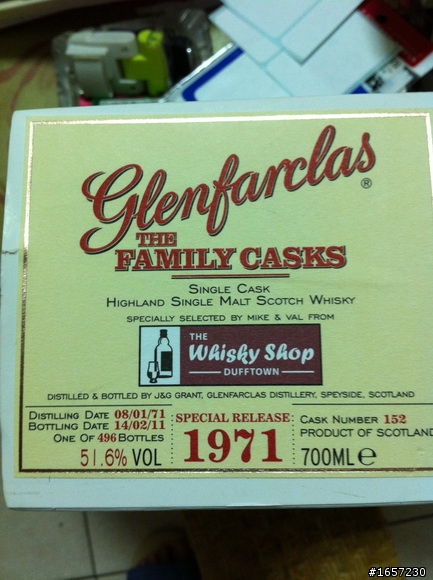 Glenfarclas ®
THE
FAMILY CASKS
SINGLE CASK
HIGHLAND SINGLE MALT SCOTCH WHISKY
SPECIALLY SELECTED BY MIKE & VAL FROM
THE
Whisky Shop
DUFFTOWN
DISTILLED & BOTTLED BY J&G GRANT, GLENFARCLAS DISTILLERY, SPEYSIDE, SCOTLAND
DISTILLING DATE 08/01/71
BOTTLING DATE 14/02/11
ONE OF 496 BOTTLES
51.6% VOL
SPECIAL RELEASE
1971
CASK NUMBER 152
PRODUCT OF SCOTLAND
700ML e
#1657230